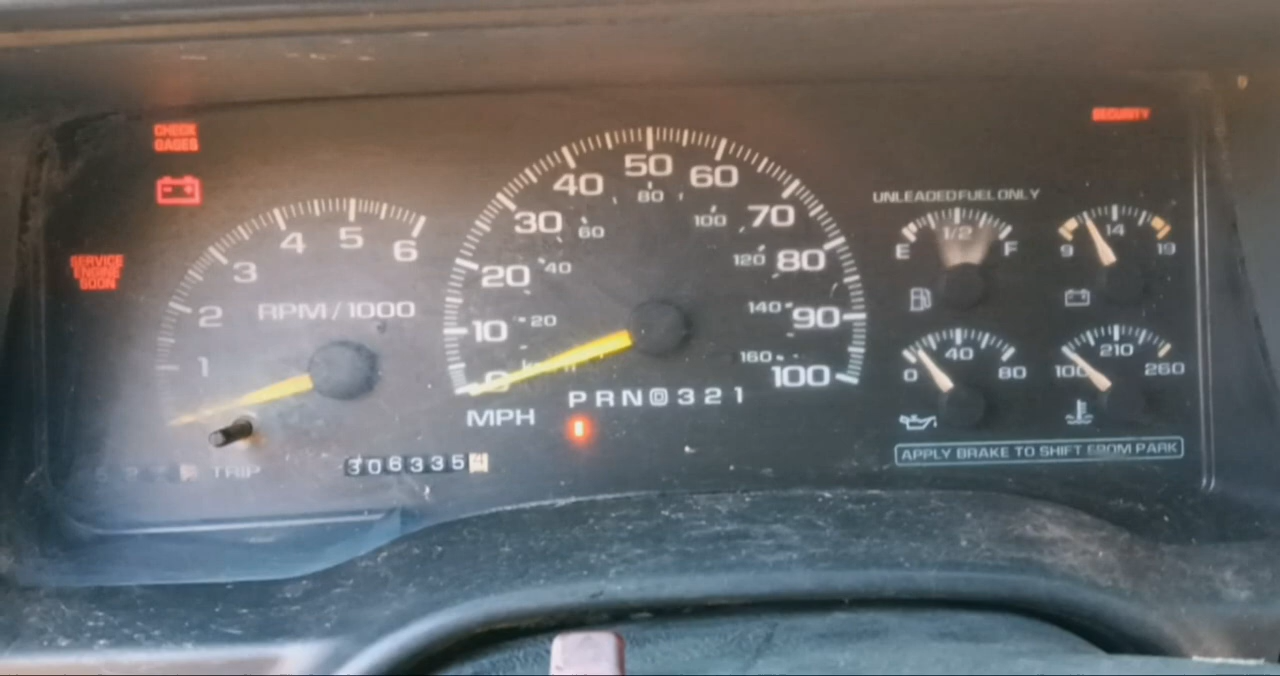 CHECK
GAGES
SECURITY
SERVICE
ENGINE
SOON
1 2 3 4 5 6
RPM/1000
TRIP
0 10 20 30 40 50 60 70 80 90 100
20 40 60 80 100 120 140 160
MPH
PRND321
308335
UNLEADED FUEL ONLY
E 1/2 F
9 14 19
0 40 80
100 210 260
APPLY BRAKE TO SHIFT FROM PARK